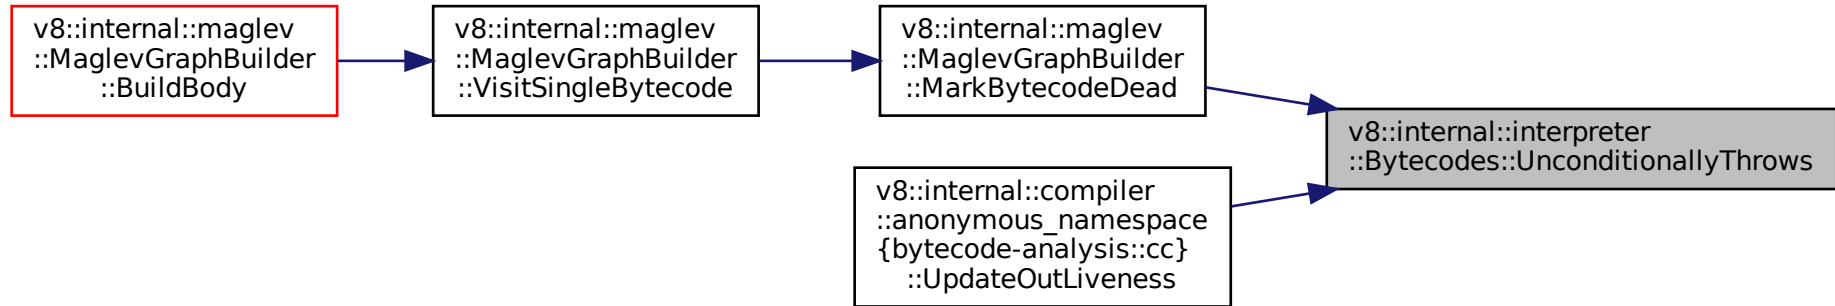 v8::internal::maglev
::MaglevGraphBuilder
::BuildBody
v8::internal::maglev
::MaglevGraphBuilder
::VisitSingleBytecode
v8::internal::maglev
::MaglevGraphBuilder
::MarkBytecodeDead
v8::internal::interpreter
::Bytecodes::UnconditionallyThrows
v8::internal::compiler
::anonymous_namespace
{bytecode-analysis::cc}
::UpdateOutLiveness